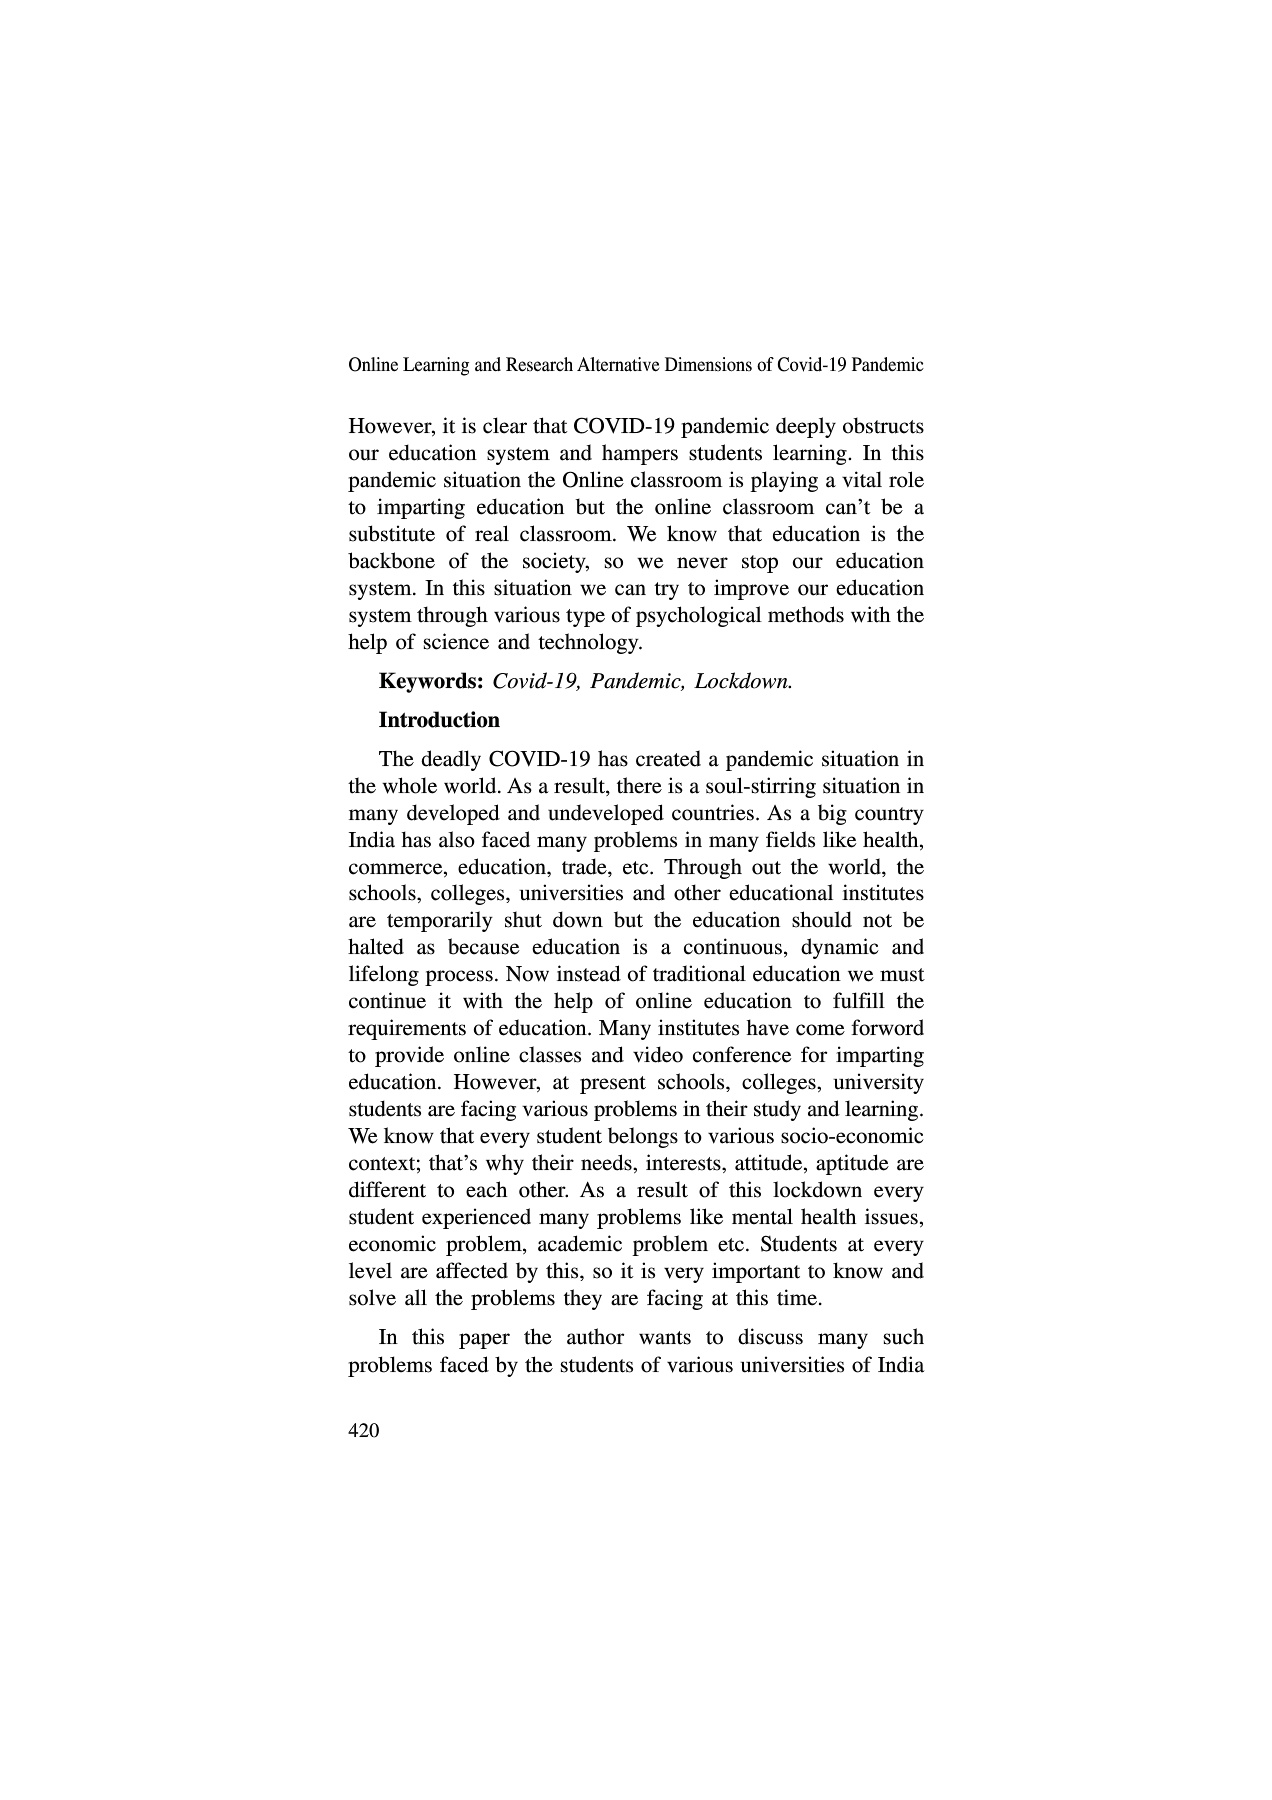 Online Learning and Research Alternative Dimensions of Covid-19 Pandemic
However, it is clear that COVID-19 pandemic deeply obstructs
our education system and hampers students learning. In this
pandemic situation the Online classroom is playing a vital role
to imparting education but the online classroom can’t be a
substitute of real classroom. We know that education is the
backbone of the society, so we never stop our education
system. In this situation we can try to improve our education
system through various type of psychological methods with the
help of science and technology.
Keywords: Covid-19, Pandemic, Lockdown.
Introduction
The deadly COVID-19 has created a pandemic situation in
the whole world. As a result, there is a soul-stirring situation in
many developed and undeveloped countries. As a big country
India has also faced many problems in many fields like health,
commerce, education, trade, etc. Through out the world, the
schools, colleges, universities and other educational institutes
are temporarily shut down but the education should not be
halted as because education is a continuous, dynamic and
lifelong process. Now instead of traditional education we must
continue it with the help of online education to fulfill the
requirements of education. Many institutes have come forword
to provide online classes and video conference for imparting
education. However, at present schools, colleges, university
students are facing various problems in their study and learning.
We know that every student belongs to various socio-economic
context; that’s why their needs, interests, attitude, aptitude are
different to each other. As a result of this lockdown every
student experienced many problems like mental health issues,
economic problem, academic problem etc. Students at every
level are affected by this, so it is very important to know and
solve all the problems they are facing at this time.
In this paper the author wants to discuss many such
problems faced by the students of various universities of India
420